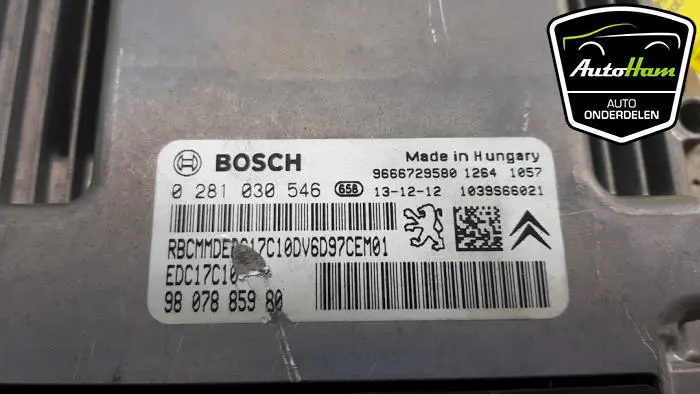 AutoHam
AUTO
ONDERDELEN
BOSCH
Made in Hungary
9666729580 1264 1057
0 281 030 546 G58 13-12-12 1039S66021
EDC17C10
98 078 859 80